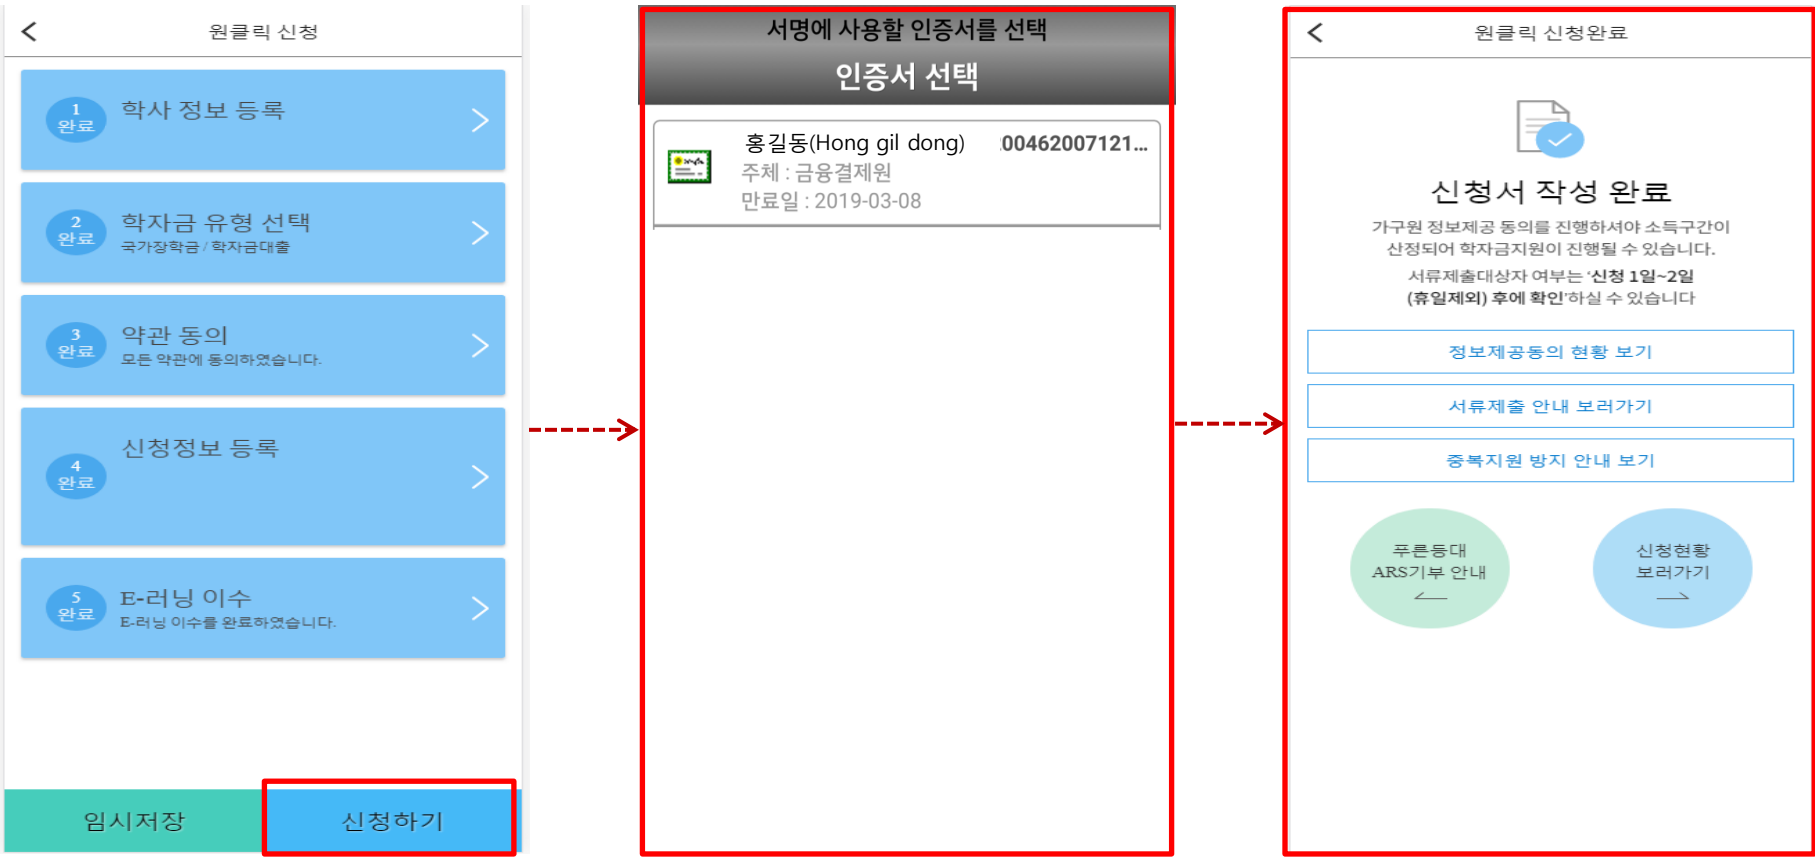 원클릭 신청
1
완료
학사 정보 등록
2
완료
학자금 유형 선택
국가장학금 / 학자금대출
3
완료
약관 동의
모든 약관에 동의하였습니다.
4
완료
신청정보 등록
5
완료
E-러닝 이수
E-러닝 이수를 완료하였습니다.
임시저장
신청하기
서명에 사용할 인증서를 선택
인증서 선택
홍길동(Hong gil dong) 00462007121...
주체 : 금융결제원
만료일 : 2019-03-08
원클릭 신청완료
신청서 작성 완료
가구원 정보제공 동의를 진행하셔야 소득구간이
산정되어 학자금지원이 진행될 수 있습니다.
서류제출대상자 여부는 '신청 1일~2일
(휴일제외) 후에 확인'하실 수 있습니다
정보제공동의 현황 보기
서류제출 안내 보러가기
중복지원 방지 안내 보기
푸른등대
ARS기부 안내
신청현황
보러가기